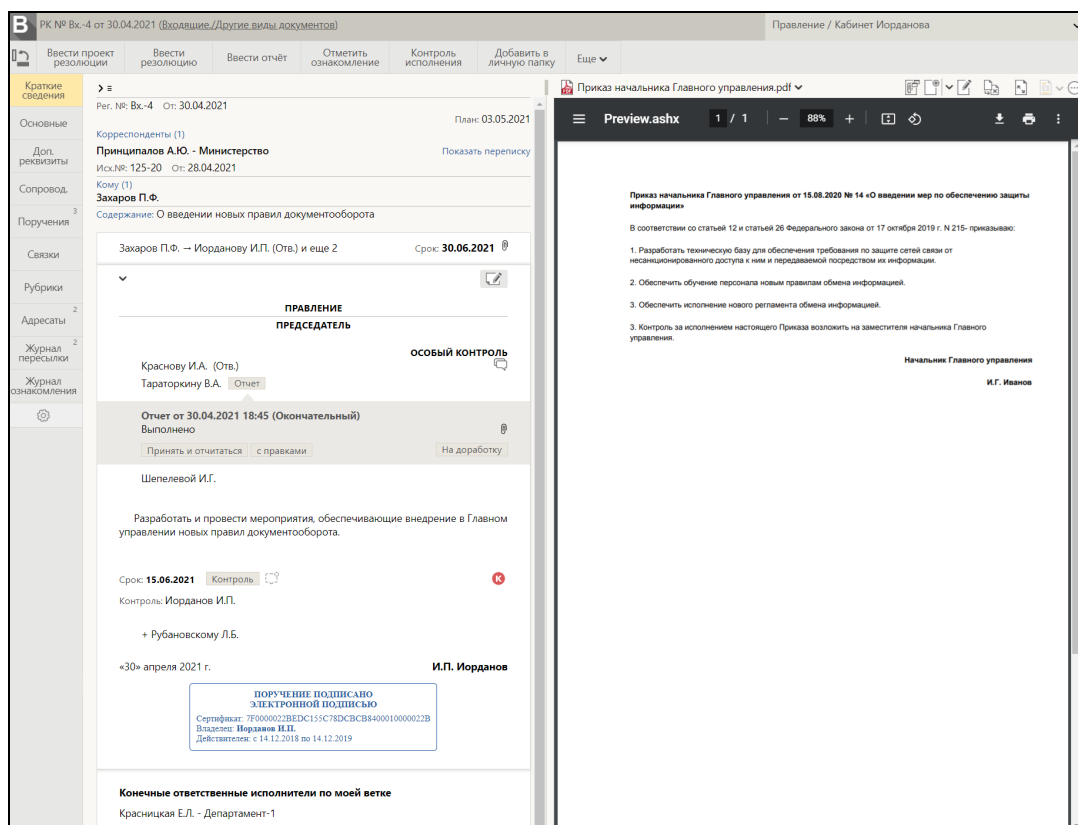 B РК № Вх.-4 от 30.04.2021 (Входящие./Другие виды документов) Правление / Кабинет Иорданова
Ввести проект резолюции Ввести резолюцию Ввести отчёт Отметить ознакомление Контроль исполнения Добавить в личную папку Еще
Краткие сведения
Основные
Доп. реквизиты
Сопровод.
Поручения 3
Связки
Рубрики
Адресаты 2
Журнал пересылки 2
Журнал ознакомления
Рег. №: Вх.-4 От: 30.04.2021
План: 03.05.2021
Корреспонденты (1)
Принципалов А.Ю. - Министерство Показать переписку
Исх.№: 125-20 От: 28.04.2021
Кому (1)
Захаров П.Ф.
Содержание: О введении новых правил документооборота
Захаров П.Ф. → Иорданову И.П. (Отв.) и еще 2 Срок: 30.06.2021
ПРАВЛЕНИЕ
ПРЕДСЕДАТЕЛЬ
ОСОБЫЙ КОНТРОЛЬ
Краснову И.А. (Отв.)
Тараторкину В.А. Отчет
Отчет от 30.04.2021 18:45 (Окончательный)
Выполнено
Принять и отчитаться с правками На доработку
Шепелевой И.Г.
Разработать и провести мероприятия, обеспечивающие внедрение в Главном
управлении новых правил документооборота.
Срок: 15.06.2021 Контроль К
Контроль: Иорданов И.П.
+ Рубановскому Л.Б.
«30» апреля 2021 г. И.П. Иорданов
ПОРУЧЕНИЕ ПОДПИСАНО
ЭЛЕКТРОННОЙ ПОДПИСЬЮ
Сертификат: 7F0000022BEDC155C78DCBCB8400010000022B
Владелец: Иорданов И.П.
Действителен: с 14.12.2018 по 14.12.2019
Конечные ответственные исполнители по моей ветке
Красницкая Е.Л. - Департамент-1
Приказ начальника Главного управления.pdf
Preview.ashx 1 / 1 88%
Приказ начальника Главного управления от 15.08.2020 № 14 «О введении мер по обеспечению защиты
информации»
В соответствии со статьей 12 и статьей 26 Федерального закона от 17 октября 2019 г. N 215- приказываю:
1. Разработать техническую базу для обеспечения требования по защите сетей связи от
несанкционированного доступа к ним и передаваемой посредством их информации.
2. Обеспечить обучение персонала новым правилам обмена информацией.
3. Обеспечить исполнение нового регламента обмена информацией.
3. Контроль за исполнением настоящего Приказа возложить на заместителя начальника Главного
управления.
Начальник Главного управления
И.Г. Иванов